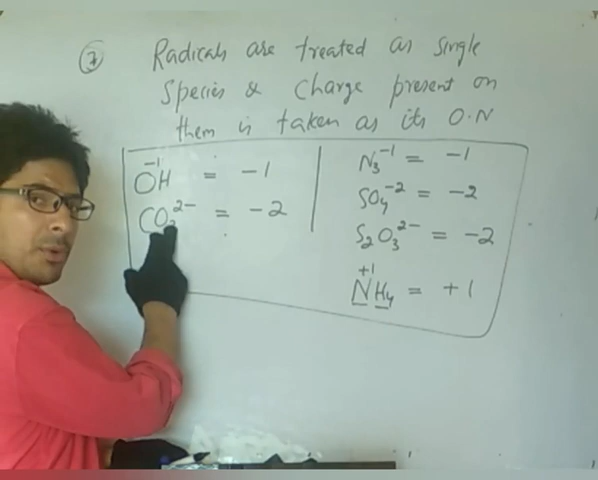 ⑦ Radicals are treated as single
Species & Charge present on
them is taken as its O.N
OH⁻¹ = -1
CO₃²⁻ = -2
N₃⁻¹ = -1
SO₄⁻² = -2
S₂O₃²⁻ = -2
NH₄⁺¹ = +1